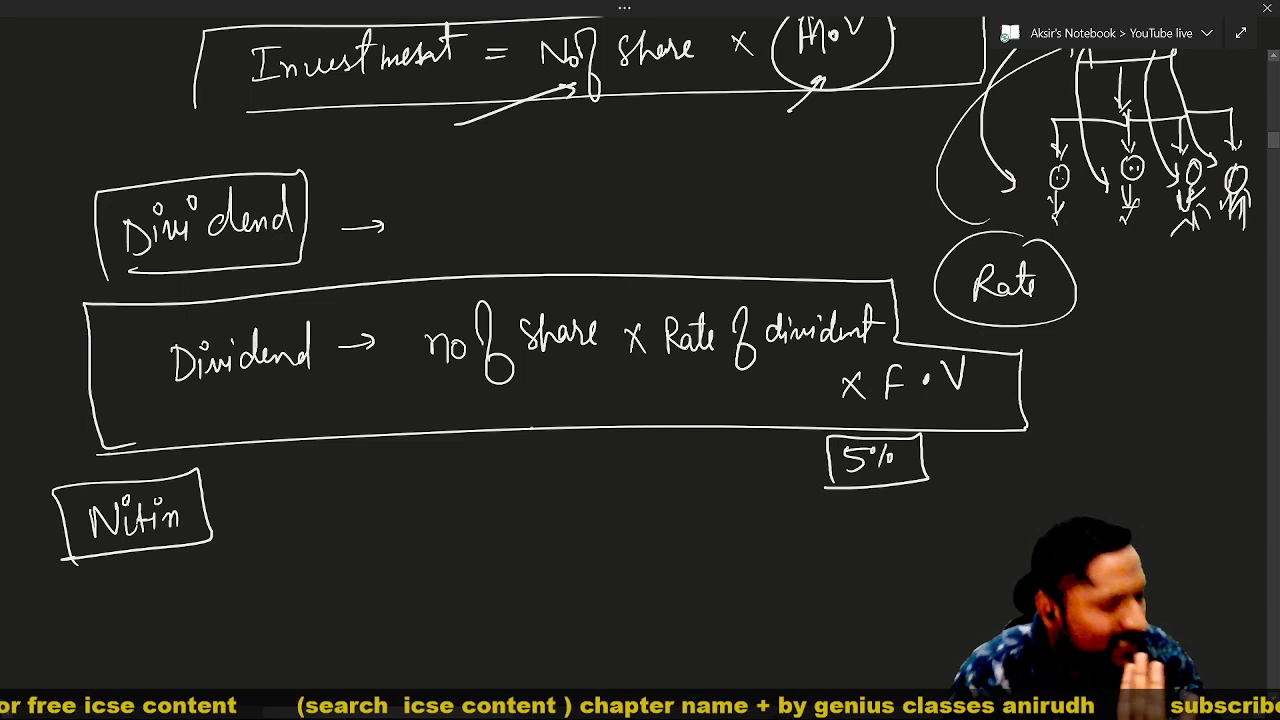 Aksir's Notebook > YouTube live
Investment = No of share × M.V
Dividend →
Rate
Dividend → no of share × Rate of divident
× F.V
5%
Nitin
or free icse content (search icse content ) chapter name + by genius classes anirudh subscribe